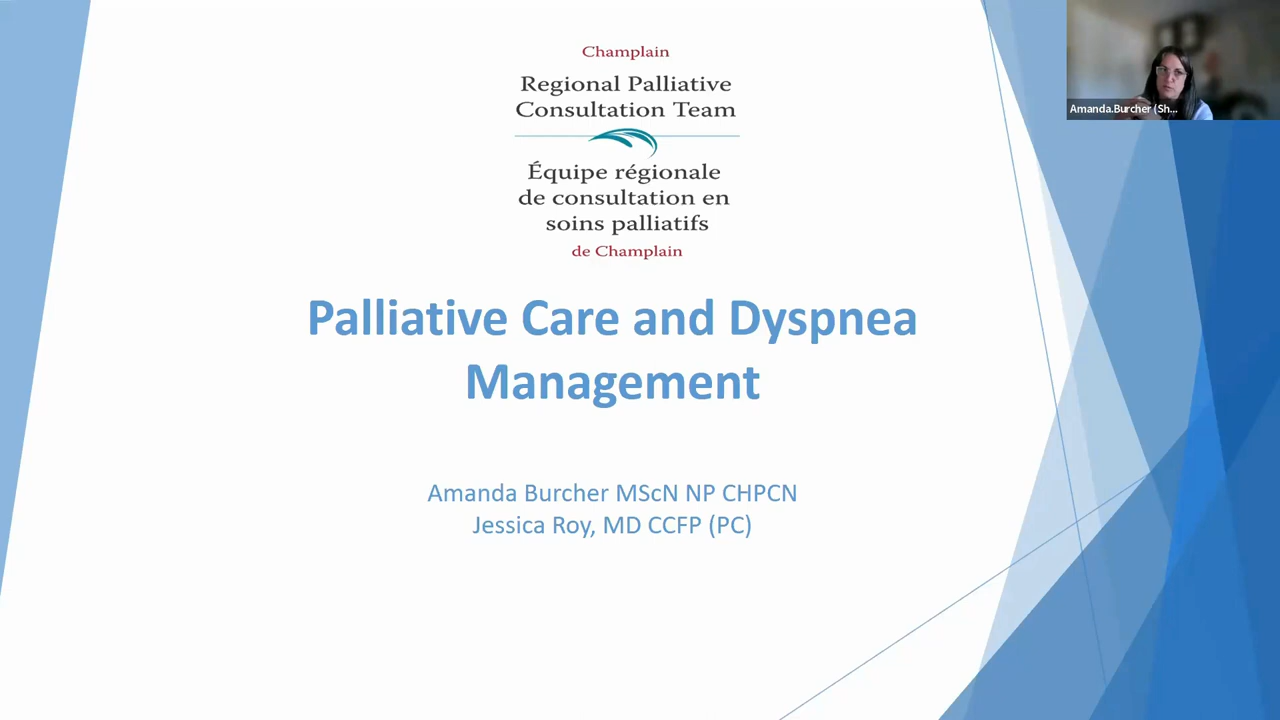 Champlain
Regional Palliative
Consultation Team
Équipe régionale
de consultation en
soins palliatifs
de Champlain
Palliative Care and Dyspnea
Management
Amanda Burcher MScN NP CHPCN
Jessica Roy, MD CCFP (PC)
Amanda.Burcher (Sh...